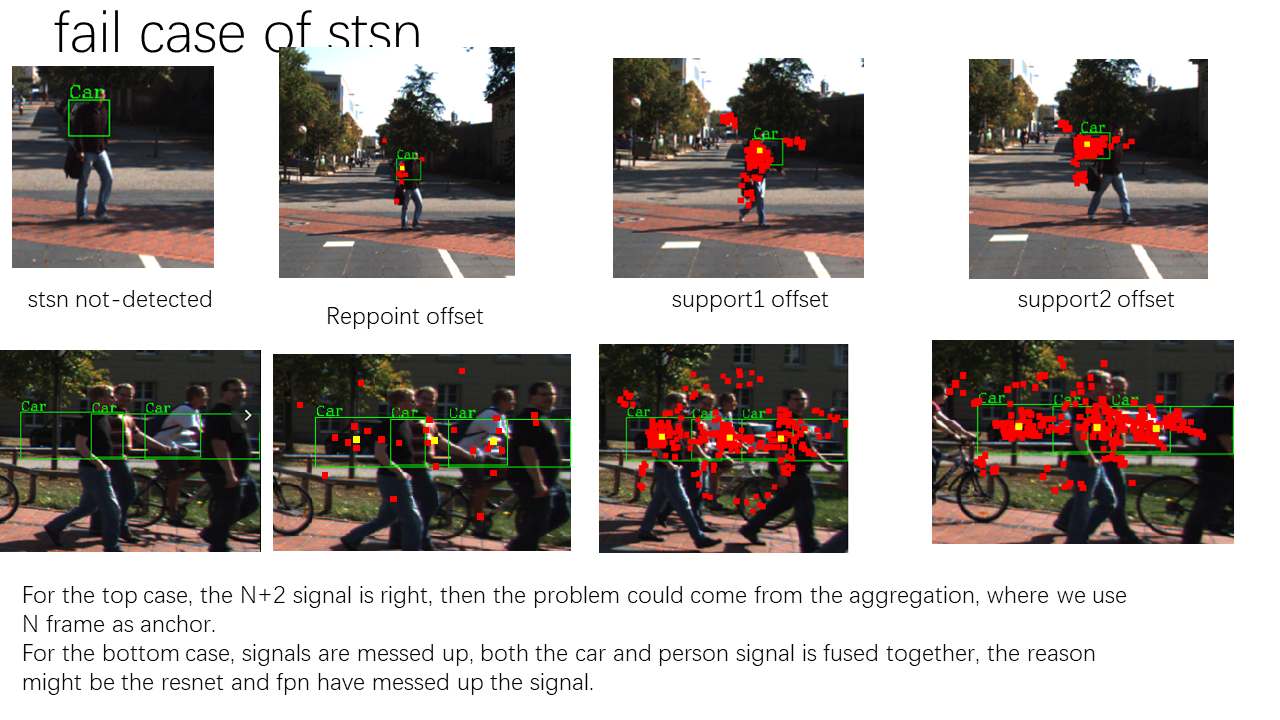 fail case of stsn
Car
Car
Car
Car
stsn not-detected
Reppoint offset
support1 offset
support2 offset
Car Car Car
Car Car Car
Car Car Car
Car Car Car
For the top case, the N+2 signal is right, then the problem could come from the aggregation, where we use
N frame as anchor.
For the bottom case, signals are messed up, both the car and person signal is fused together, the reason
might be the resnet and fpn have messed up the signal.